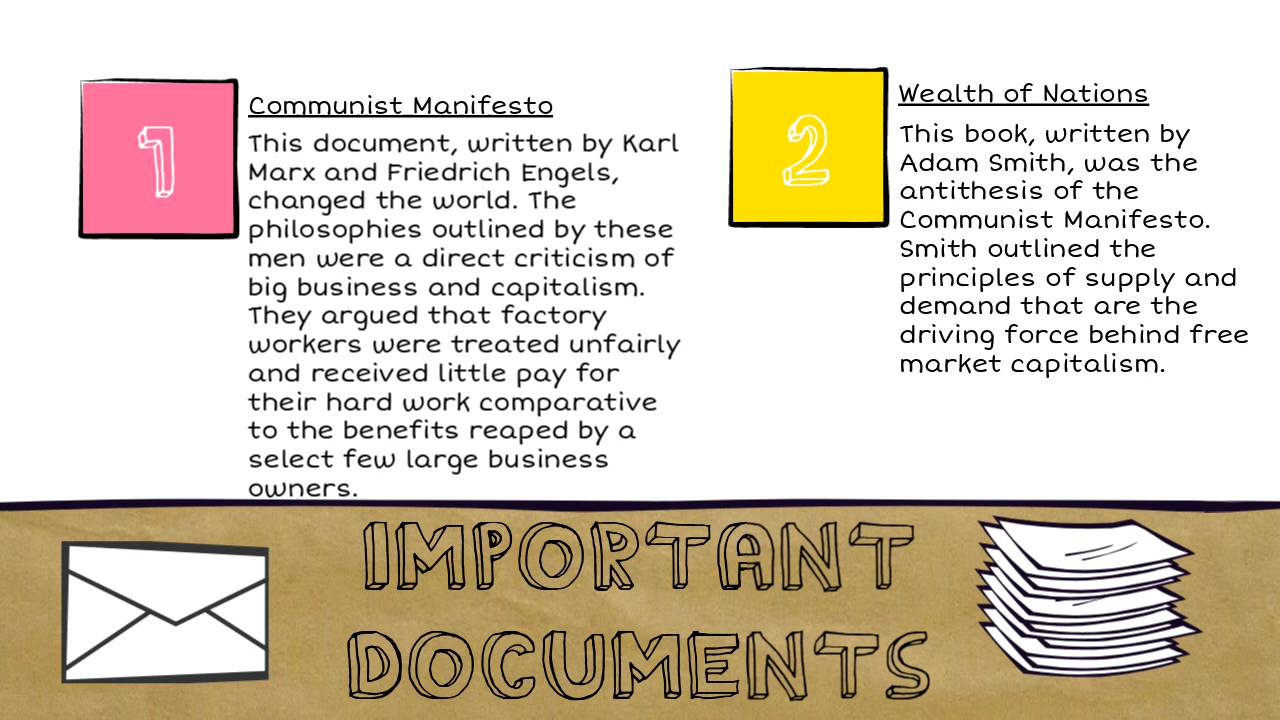 1
Communist Manifesto
This document, written by Karl
Marx and Friedrich Engels,
changed the world. The
philosophies outlined by these
men were a direct criticism of
big business and capitalism.
They argued that factory
workers were treated unfairly
and received little pay for
their hard work comparative
to the benefits reaped by a
select few large business
owners.
2
Wealth of Nations
This book, written by
Adam Smith, was the
antithesis of the
Communist Manifesto.
Smith outlined the
principles of supply and
demand that are the
driving force behind free
market capitalism.
IMPORTANT
DOCUMENTS